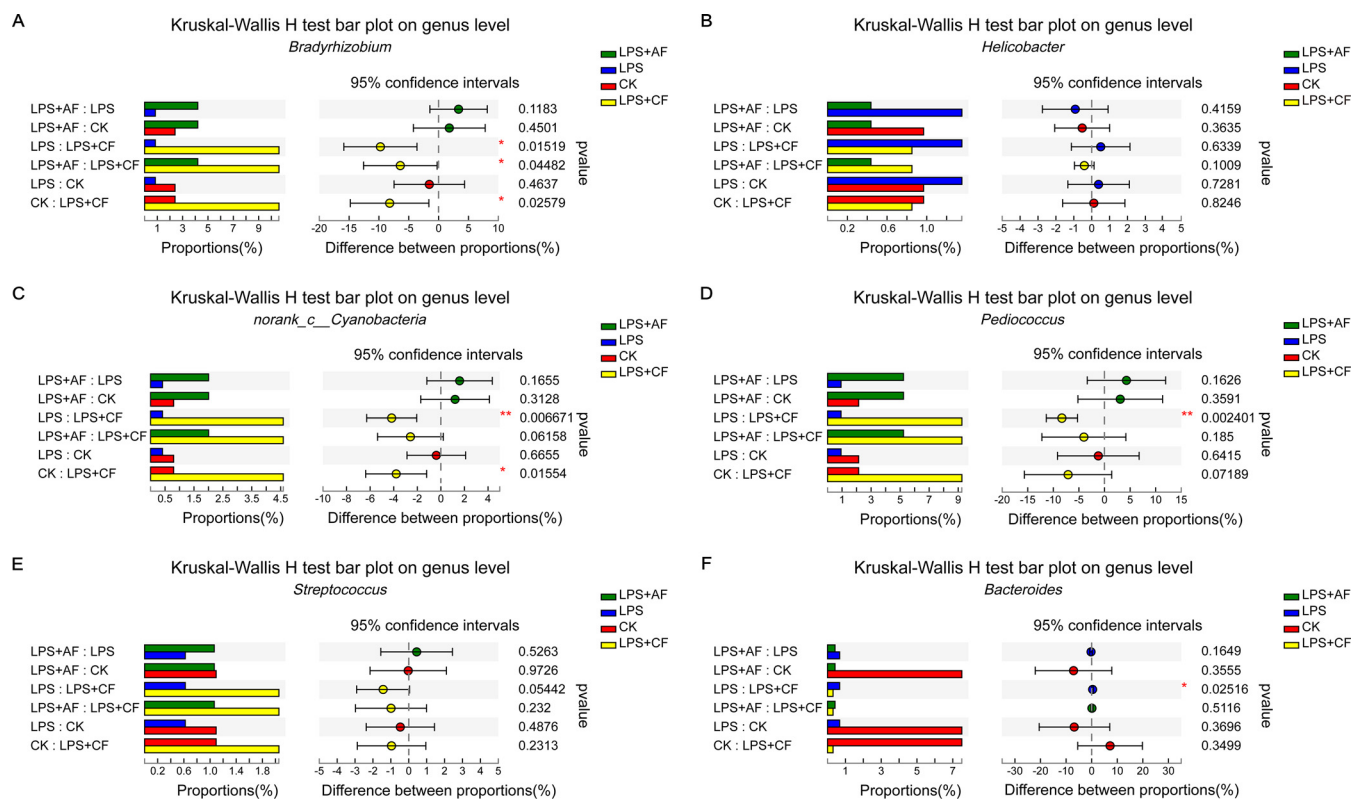 A
Kruskal-Wallis H test bar plot on genus level
Bradyrhizobium
LPS+AF
LPS
CK
LPS+CF
95% confidence intervals
LPS+AF : LPS 0.1183
LPS+AF : CK 0.4501
LPS : LPS+CF * 0.01519
LPS+AF : LPS+CF * 0.04482
LPS : CK 0.4637
CK : LPS+CF * 0.02579
pvalue
1 3 5 7 9 -20 -15 -10 -5 0 5 10
Proportions(%) Difference between proportions(%)
B
Kruskal-Wallis H test bar plot on genus level
Helicobacter
LPS+AF
LPS
CK
LPS+CF
95% confidence intervals
LPS+AF : LPS 0.4159
LPS+AF : CK 0.3635
LPS : LPS+CF 0.6339
LPS+AF : LPS+CF 0.1009
LPS : CK 0.7281
CK : LPS+CF 0.8246
pvalue
0.2 0.6 1.0 -5 -4 -3 -2 -1 0 1 2 3 4 5
Proportions(%) Difference between proportions(%)
C
Kruskal-Wallis H test bar plot on genus level
norank_c__Cyanobacteria
LPS+AF
LPS
CK
LPS+CF
95% confidence intervals
LPS+AF : LPS 0.1655
LPS+AF : CK 0.3128
LPS : LPS+CF ** 0.006671
LPS+AF : LPS+CF 0.06158
LPS : CK 0.6655
CK : LPS+CF * 0.01554
pvalue
0.5 1.5 2.5 3.5 4.5 -10 -8 -6 -4 -2 0 2 4
Proportions(%) Difference between proportions(%)
D
Kruskal-Wallis H test bar plot on genus level
Pediococcus
LPS+AF
LPS
CK
LPS+CF
95% confidence intervals
LPS+AF : LPS 0.1626
LPS+AF : CK 0.3591
LPS : LPS+CF ** 0.002401
LPS+AF : LPS+CF 0.185
LPS : CK 0.6415
CK : LPS+CF 0.07189
pvalue
1 3 5 7 9 -20 -15 -10 -5 0 5 10 15
Proportions(%) Difference between proportions(%)
E
Kruskal-Wallis H test bar plot on genus level
Streptococcus
LPS+AF
LPS
CK
LPS+CF
95% confidence intervals
LPS+AF : LPS 0.5263
LPS+AF : CK 0.9726
LPS : LPS+CF 0.05442
LPS+AF : LPS+CF 0.232
LPS : CK 0.4876
CK : LPS+CF 0.2313
pvalue
0.2 0.6 1.0 1.4 1.8 -5 -4 -3 -2 -1 0 1 2 3 4 5
Proportions(%) Difference between proportions(%)
F
Kruskal-Wallis H test bar plot on genus level
Bacteroides
LPS+AF
LPS
CK
LPS+CF
95% confidence intervals
LPS+AF : LPS 0.1649
LPS+AF : CK 0.3555
LPS : LPS+CF * 0.02516
LPS+AF : LPS+CF 0.5116
LPS : CK 0.3696
CK : LPS+CF 0.3499
pvalue
1 3 5 7 -30 -20 -10 0 10 20 30
Proportions(%) Difference between proportions(%)